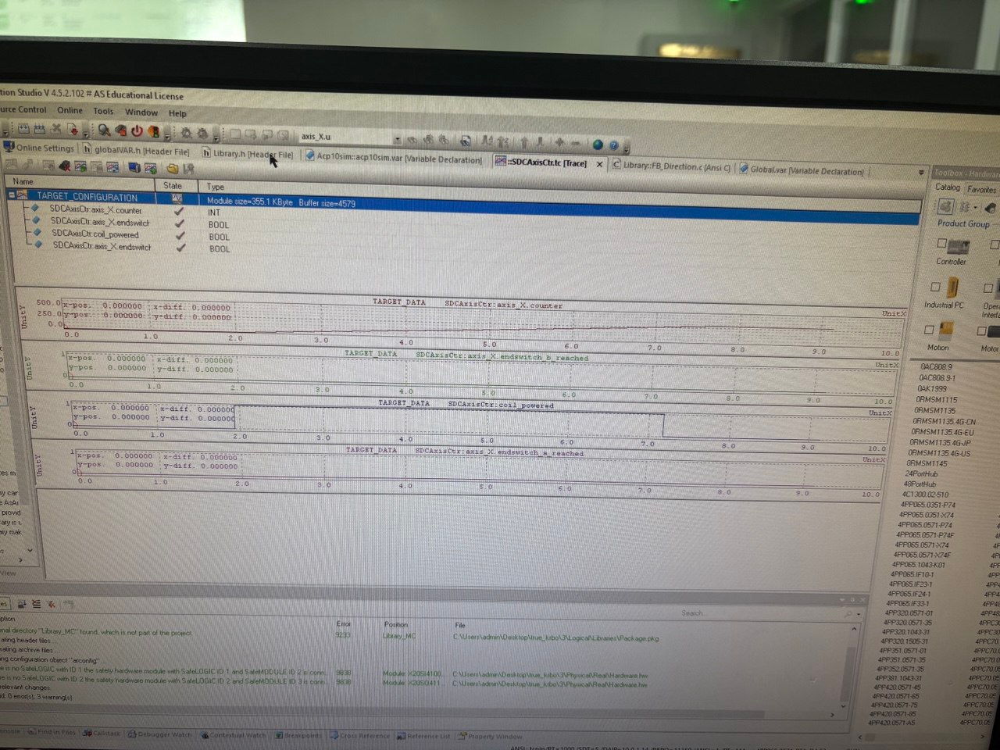 tion Studio V 4.5.2.102 # AS Educational License
urce Control Online Tools Window Help
axis_X.u
Online Settings globalVAR.h [Header File] Library.h [Header File] Acp10sim::acp10sim.var [Variable Declaration] ::SDCAxisCtr.tc [Trace] Library::FB_Direction.c [Ansi C] Global.var [Variable Declaration]
Name State Type
TARGET_CONFIGURATION Module size=355.1 KByte Buffer size=4579
SDCAxisCtr:axis_X.counter INT
SDCAxisCtr:axis_X.endswitch BOOL
SDCAxisCtr:coil_powered BOOL
SDCAxisCtr:axis_X.endswitch BOOL
TARGET_DATA SDCAxisCtr:axis_X.counter
500.0 x-pos. 0.000000 x-diff. 0.000000 UnitX
250.0 y-pos. 0.000000 y-diff. 0.000000
0.0
UnitY
0.0 1.0 2.0 3.0 4.0 5.0 6.0 7.0 8.0 9.0 10.0
TARGET_DATA SDCAxisCtr:axis_X.endswitch_b_reached
1 x-pos. 0.000000 x-diff. 0.000000 UnitX
y-pos. 0.000000 y-diff. 0.000000
0
UnitY
0.0 1.0 2.0 3.0 4.0 5.0 6.0 7.0 8.0 9.0 10.0
TARGET_DATA SDCAxisCtr:coil_powered
1 x-pos. 0.000000 x-diff. 0.000000 UnitX
y-pos. 0.000000 y-diff. 0.000000
0
UnitY
0.0 1.0 2.0 3.0 4.0 5.0 6.0 7.0 8.0 9.0 10.0
TARGET_DATA SDCAxisCtr:axis_X.endswitch_a_reached
1 x-pos. 0.000000 x-diff. 0.000000 UnitX
y-pos. 0.000000 y-diff. 0.000000
0
UnitY
0.0 1.0 2.0 3.0 4.0 5.0 6.0 7.0 8.0 9.0 10.0
Toolbox - Hardwa
Catalog Favorites
Product Group
Controller
Industrial PC
Motion
0AC808.9
0AC808.9-1
0AK1999
0RMSM1115
0RMSM1135
0RMSM1135.4G-CN
0RMSM1135.4G-EU
0RMSM1135.4G-JP
0RMSM1135.4G-US
0RMSM1145
24PortHub
48PortHub
4C1300.02-510
4PP065.0351-P74
4PP065.0351-X74
4PP065.0571-P74
4PP065.0571-P74F
4PP065.0571-X74
4PP065.0571-X74F
4PP065.1043-K01
4PP065.IF10-1
4PP065.IF23-1
4PP065.IF24-1
4PP065.IF33-1
4PP320.0571-01
4PP320.0571-35
4PP320.1043-31
4PP320.1505-31
4PP351.0571-01
4PP351.0571-35
4PP352.0571-35
4PP381.1043-31
4PP420.0571-45
4PP420.0571-65
4PP420.0571-75
4PP420.0571-85
4PP420.0571-A5
View
Search...
ption Error Position File
nal directory "Library_MC" found, which is not part of the project. 9233 Library_MC C:\Users\admin\Desktop\true_kubo\3\Logical\Libraries\Package.pkg
ating header files ...
ating archive files ...
ng configuration object "arconfig"
e is no SafeLOGIC with ID 1 the safety hardware module with SafeLOGIC ID 1 and SafeMODULE ID 2 is conn... 9838 Module X20SI4100... C:\Users\admin\Desktop\true_kubo\3\Physical\Real\Hardware.hw
e is no SafeLOGIC with ID 2 the safety hardware module with SafeLOGIC ID 2 and SafeMODULE ID 3 is conn... 9838 C:\Users\admin\Desktop\true_kubo\3\Physical\Real\Hardware.hw
relevant changes.
d: 0 error(s), 3 warning(s)
Find in Files Callstack Debugger Watch Contextual Watch Breakpoints Cross Reference Reference List Property Window